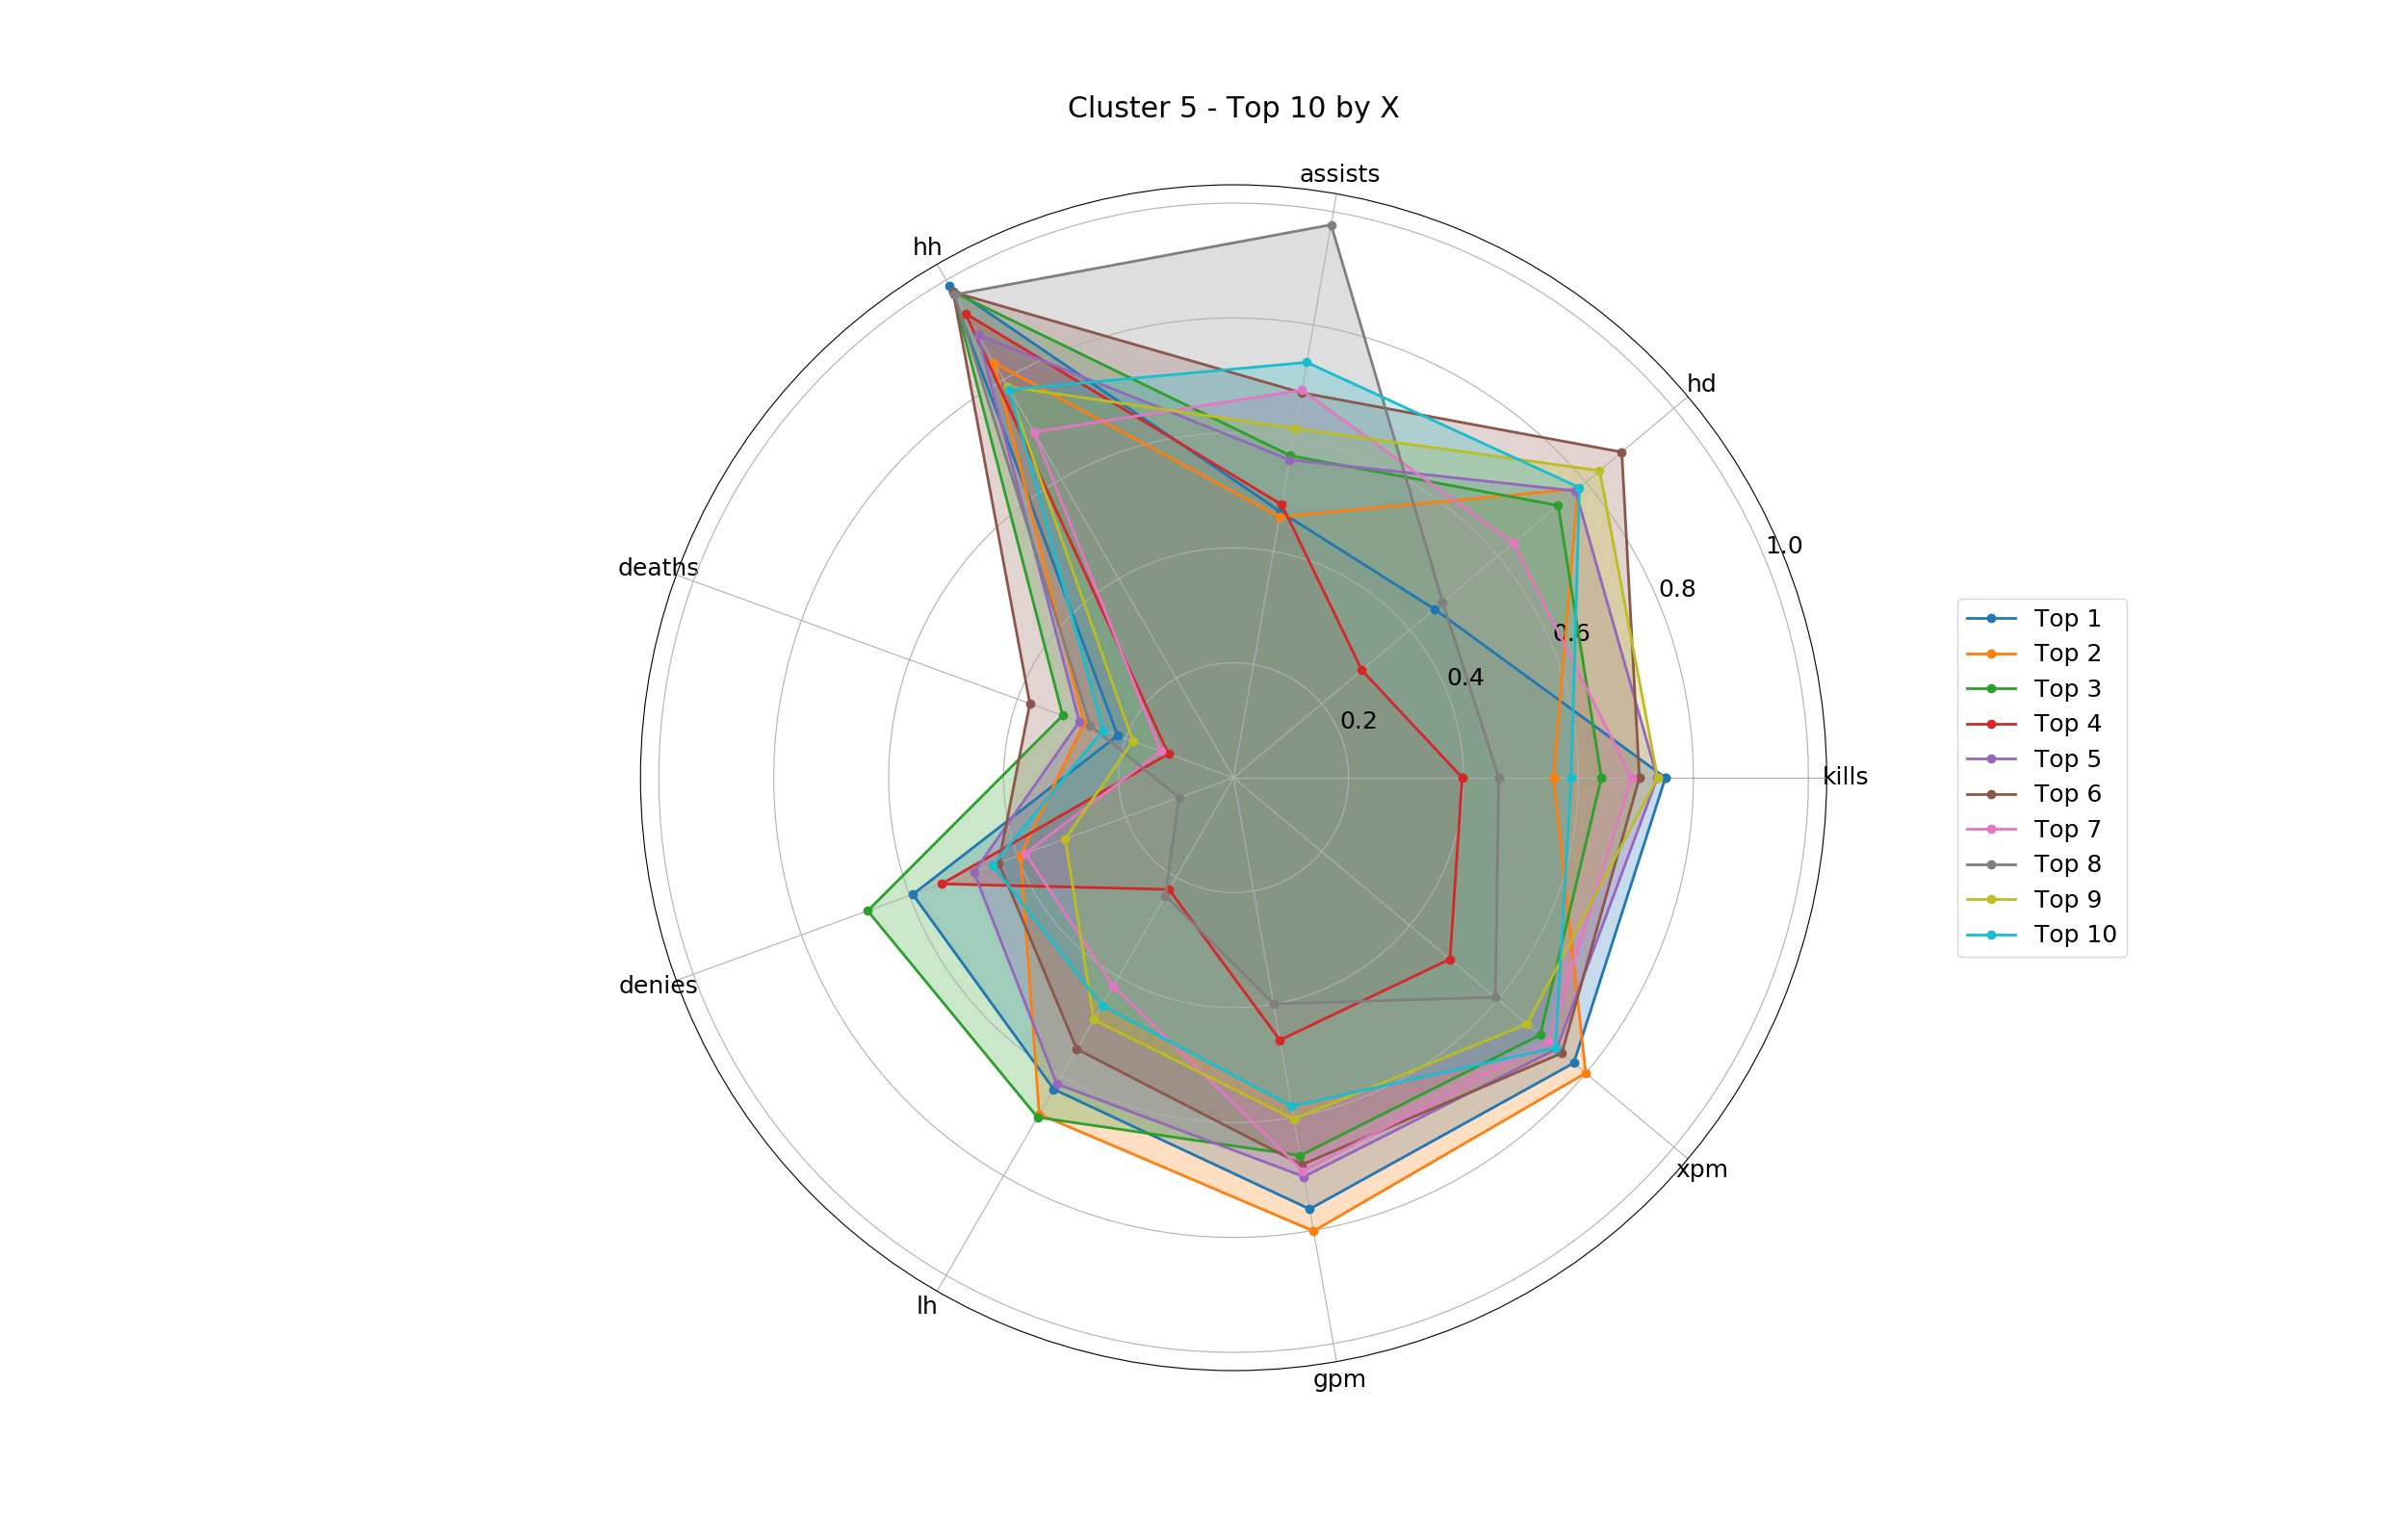 Cluster 5 - Top 10 by X
assists
hh
hd
deaths
1.0
0.8
0.6
0.4
0.2
kills
denies
xpm
lh
gpm
Top 1
Top 2
Top 3
Top 4
Top 5
Top 6
Top 7
Top 8
Top 9
Top 10